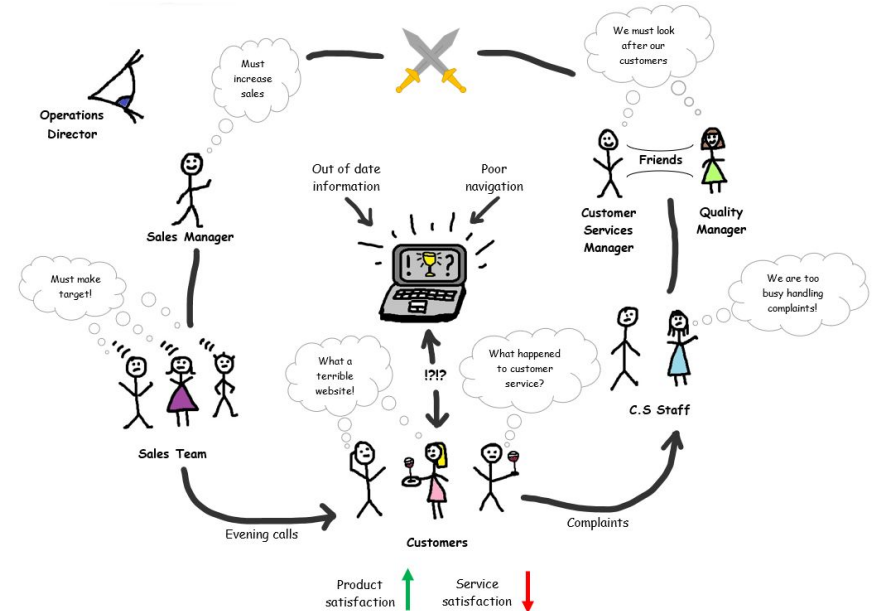 Operations
Director
Must
increase
sales
We must look
after our
customers
Sales Manager
Out of date
information
Poor
navigation
Friends
Customer
Services
Manager
Quality
Manager
Must make
target!
! ?
We are too
busy handling
complaints!
What a
terrible
website!
!?!?
What happened
to customer
service?
Sales Team
C.S Staff
Evening calls
Customers
Complaints
Product
satisfaction
Service
satisfaction